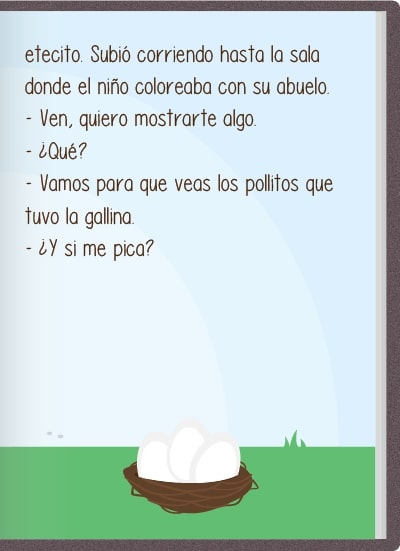 etecito. Subió corriendo hasta la sala
donde el niño coloreaba con su abuelo.
- Ven, quiero mostrarte algo.
- ¿Qué?
- Vamos para que veas los pollitos que
tuvo la gallina.
- ¿Y si me pica?